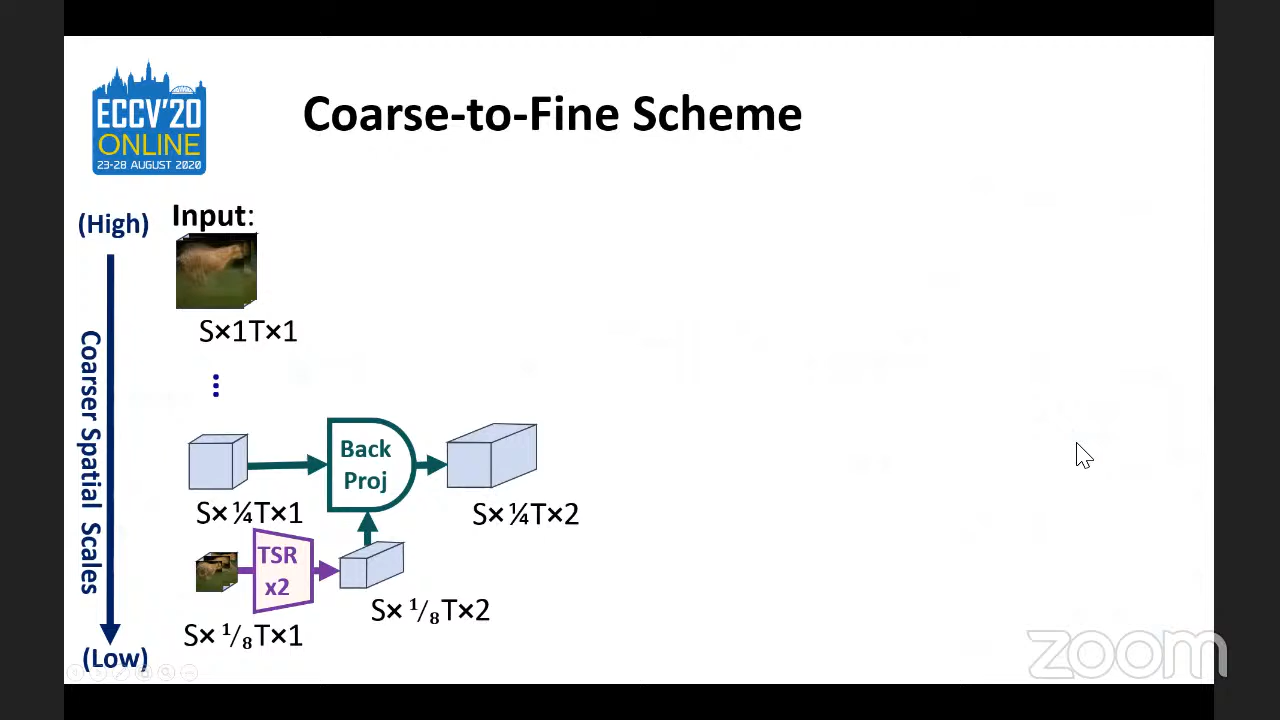 ECCV'20
ONLINE
23-28 AUGUST 2020
Coarse-to-Fine Scheme
(High)
Input:
S×1T×1
⋮
Coarser Spatial Scales
Back
Proj
S×¼T×1
S×¼T×2
TSR
x2
S×¹/₈T×2
S×¹/₈T×1
(Low)
zoom